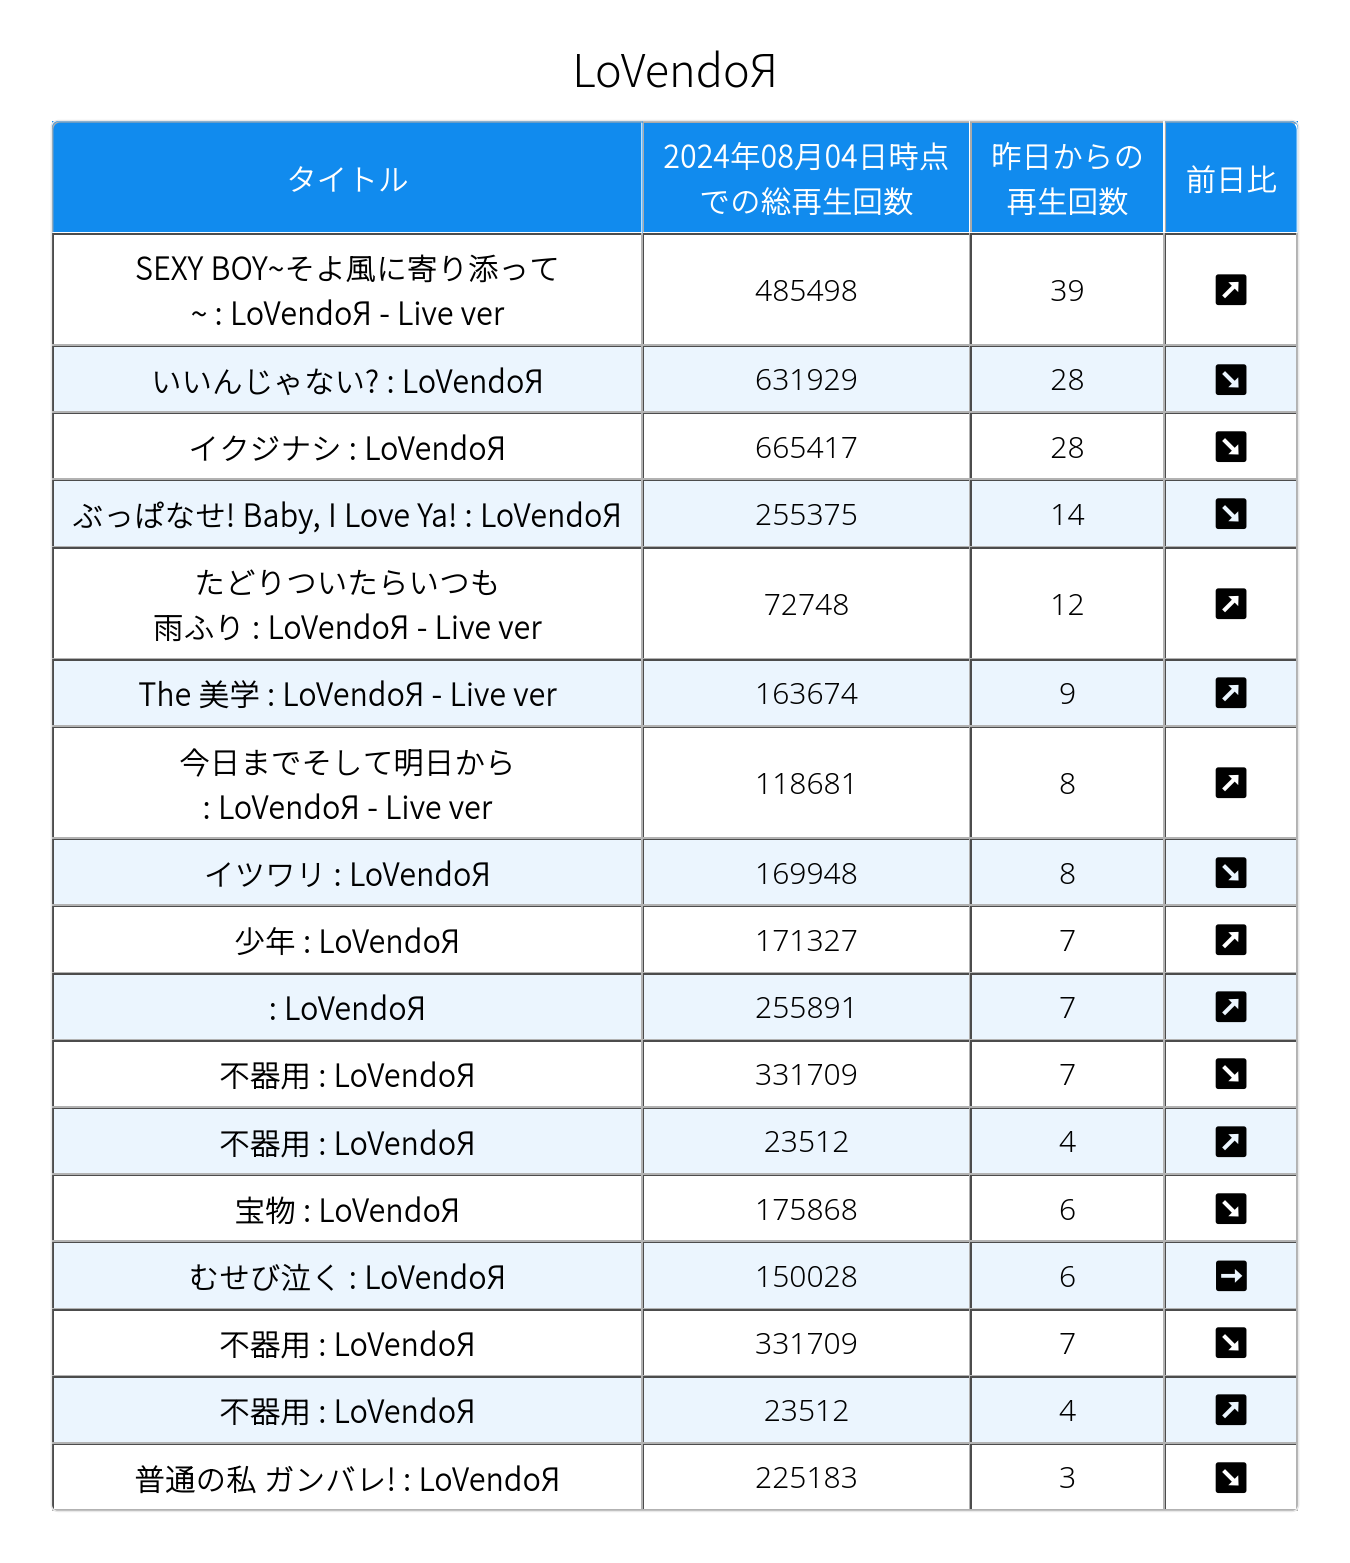 LoVendoЯ
タイトル
2024年08月04日時点
での総再生回数
昨日からの
再生回数
前日比
SEXY BOY~そよ風に寄り添って
~ : LoVendoЯ - Live ver
485498
39
いいんじゃない? : LoVendoЯ
631929
28
イクジナシ : LoVendoЯ
665417
28
ぶっぱなせ! Baby, I Love Ya! : LoVendoЯ
255375
14
たどりついたらいつも
雨ふり : LoVendoЯ - Live ver
72748
12
The 美学 : LoVendoЯ - Live ver
163674
9
今日までそして明日から
: LoVendoЯ - Live ver
118681
8
イツワリ : LoVendoЯ
169948
8
少年 : LoVendoЯ
171327
7
: LoVendoЯ
255891
7
不器用 : LoVendoЯ
331709
7
不器用 : LoVendoЯ
23512
4
宝物 : LoVendoЯ
175868
6
むせび泣く : LoVendoЯ
150028
6
不器用 : LoVendoЯ
331709
7
不器用 : LoVendoЯ
23512
4
普通の私 ガンバレ! : LoVendoЯ
225183
3